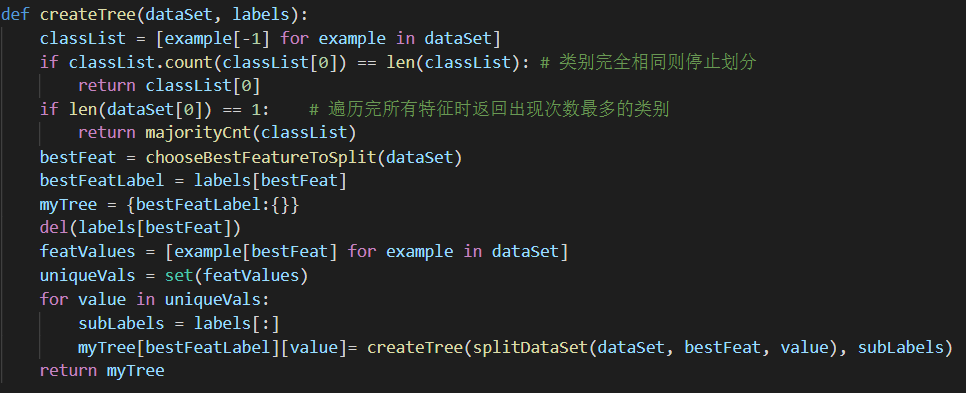 def createTree(dataSet, labels):
    classList = [example[-1] for example in dataSet]
    if classList.count(classList[0]) == len(classList): # 类别完全相同则停止划分
        return classList[0]
    if len(dataSet[0]) == 1:    # 遍历完所有特征时返回出现次数最多的类别
        return majorityCnt(classList)
    bestFeat = chooseBestFeatureToSplit(dataSet)
    bestFeatLabel = labels[bestFeat]
    myTree = {bestFeatLabel:{}}
    del(labels[bestFeat])
    featValues = [example[bestFeat] for example in dataSet]
    uniqueVals = set(featValues)
    for value in uniqueVals:
        subLabels = labels[:]
        myTree[bestFeatLabel][value]= createTree(splitDataSet(dataSet, bestFeat, value), subLabels)
    return myTree